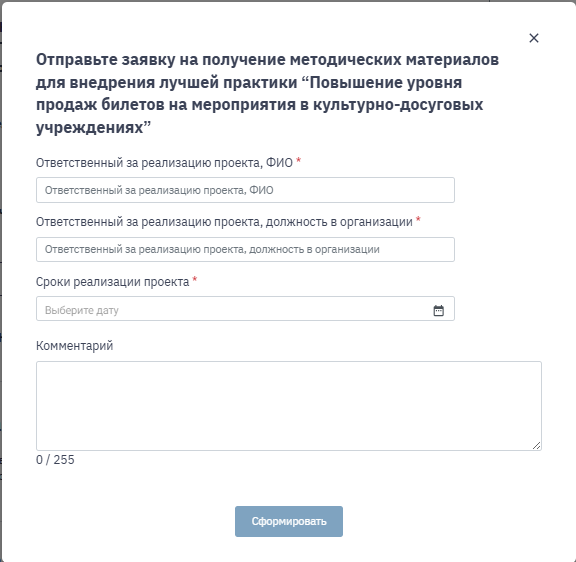 Отправьте заявку на получение методических материалов
для внедрения лучшей практики “Повышение уровня
продаж билетов на мероприятия в культурно-досуговых
учреждениях”
Ответственный за реализацию проекта, ФИО *
Ответственный за реализацию проекта, ФИО
Ответственный за реализацию проекта, должность в организации *
Ответственный за реализацию проекта, должность в организации
Сроки реализации проекта *
Выберите дату
Комментарий
0 / 255
Сформировать